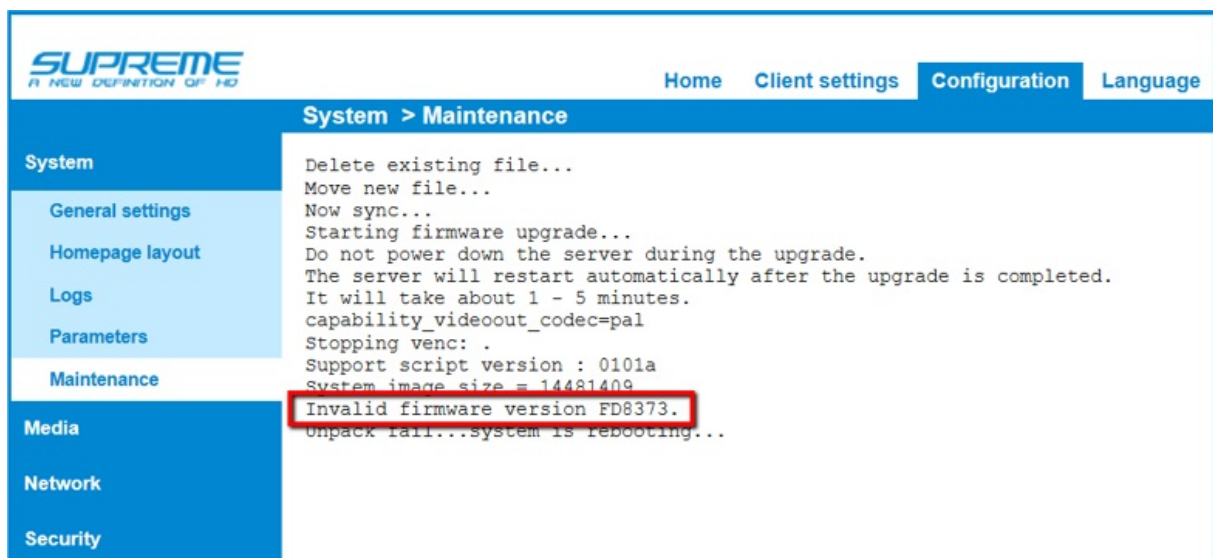 SUPREME
A NEW DEFINITION OF HD
Home Client settings Configuration Language
System > Maintenance
System
General settings
Homepage layout
Logs
Parameters
Maintenance
Media
Network
Security
Delete existing file...
Move new file...
Now sync...
Starting firmware upgrade...
Do not power down the server during the upgrade.
The server will restart automatically after the upgrade is completed.
It will take about 1 - 5 minutes.
capability_videoout_codec=pal
Stopping venc: .
Support script version : 0101a
System image size = 14481409
Invalid firmware version FD8373.
Unpack fail...system is rebooting...